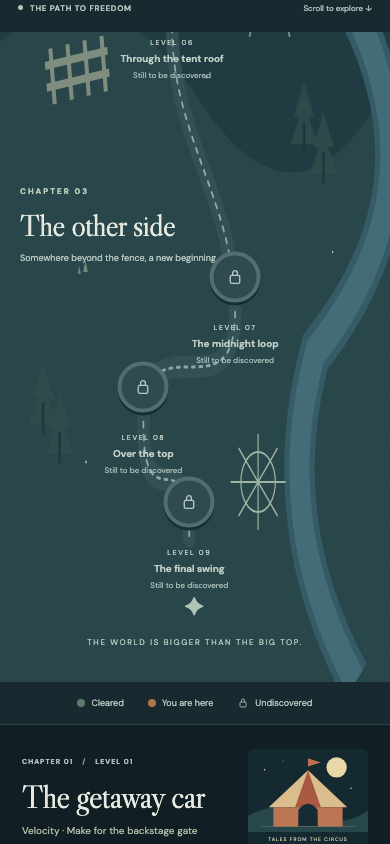 THE PATH TO FREEDOM
Scroll to explore ↓
LEVEL 06
Through the tent roof
Still to be discovered
CHAPTER 03
The other side
Somewhere beyond the fence, a new beginning
LEVEL 07
The midnight loop
Still to be discovered
LEVEL 08
Over the top
Still to be discovered
LEVEL 09
The final swing
Still to be discovered
THE WORLD IS BIGGER THAN THE BIG TOP.
Cleared
You are here
Undiscovered
CHAPTER 01 / LEVEL 01
The getaway car
Velocity · Make for the backstage gate
TALES FROM THE CIRCUS